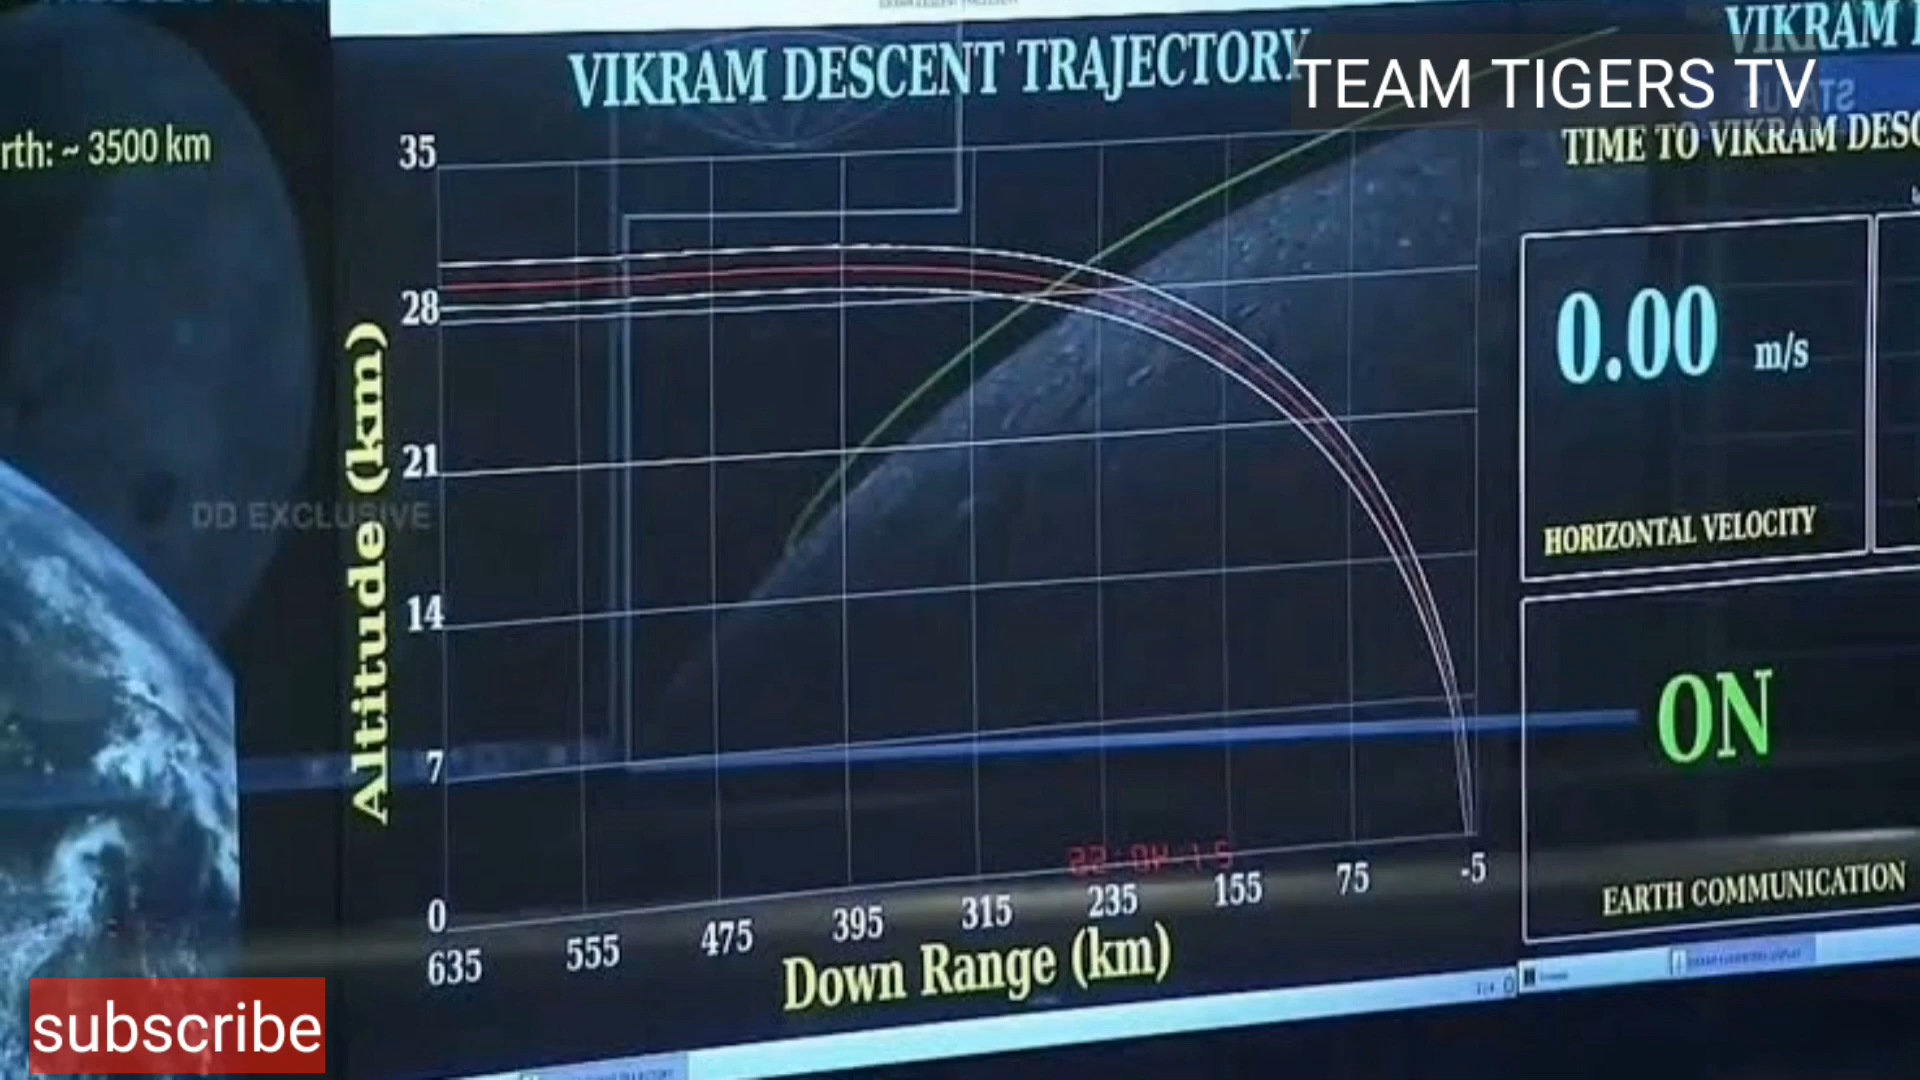 VIKRAM DESCENT TRAJECTORY
TEAM TIGERS TV
VIKRAM
STATUS
TIME TO VIKRAM DESC
rth: ~ 3500 km
35
28
21
14
7
0
Altitude (km)
635
555
475
395
315
235
155
75
-5
Down Range (km)
DD EXCLUSIVE
0.00 m/s
HORIZONTAL VELOCITY
ON
EARTH COMMUNICATION
subscribe